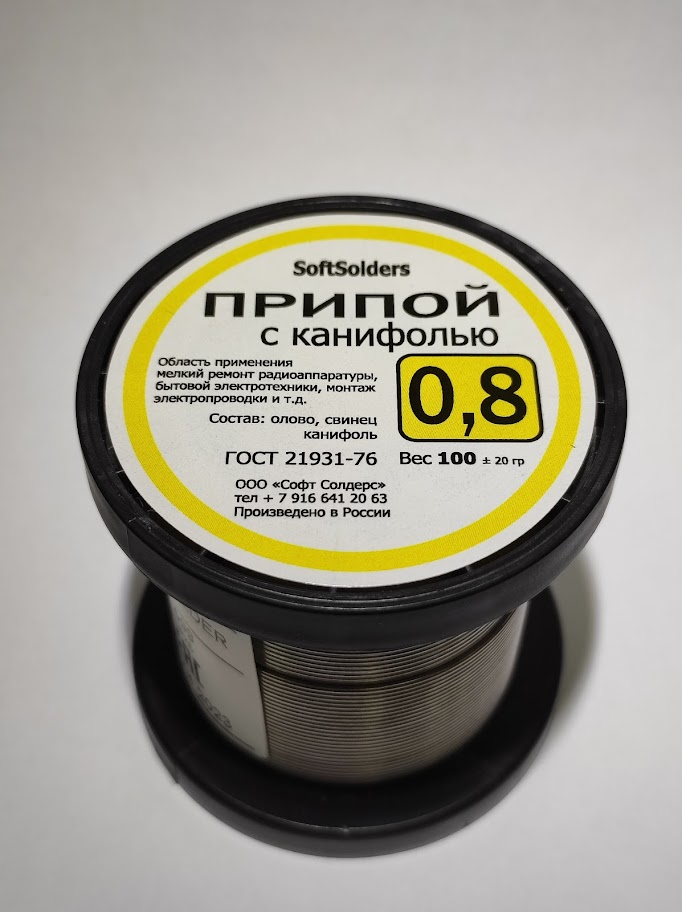 SoftSolders
ПРИПОЙ
с канифолью
Область применения
мелкий ремонт радиоаппаратуры,
бытовой электротехники, монтаж
электропроводки и т.д.
0,8
Состав: олово, свинец
канифоль
ГОСТ 21931-76 Вес 100 ± 20 гр
ООО «Софт Солдерс»
тел + 7 916 641 20 63
Произведено в России